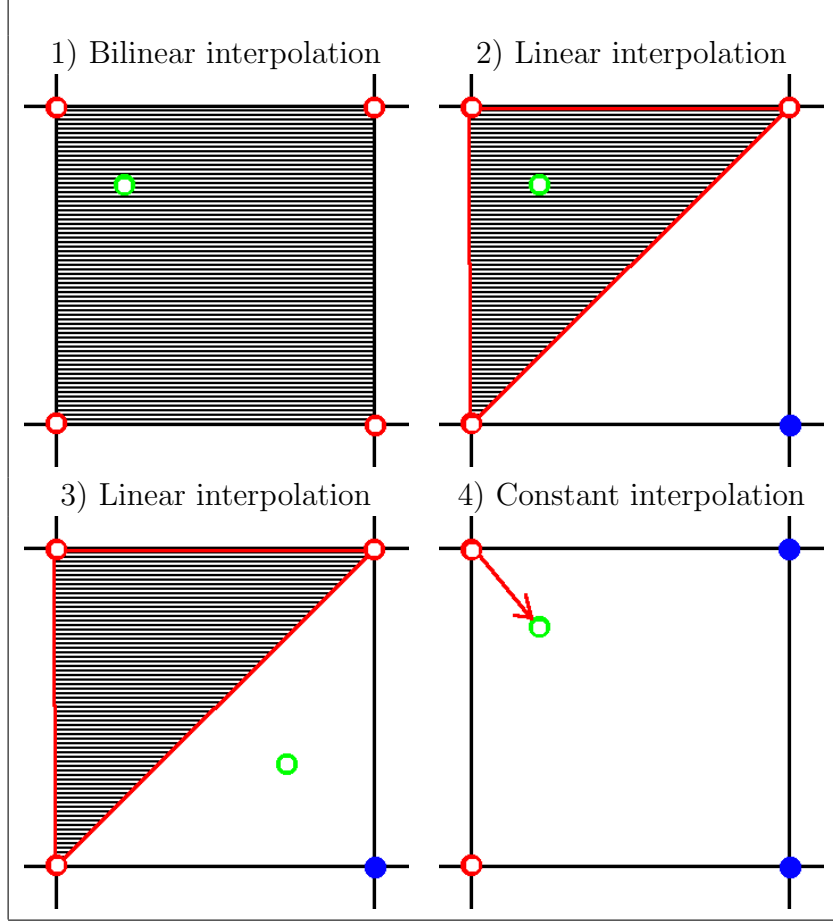 1) Bilinear interpolation
2) Linear interpolation
3) Linear interpolation
4) Constant interpolation